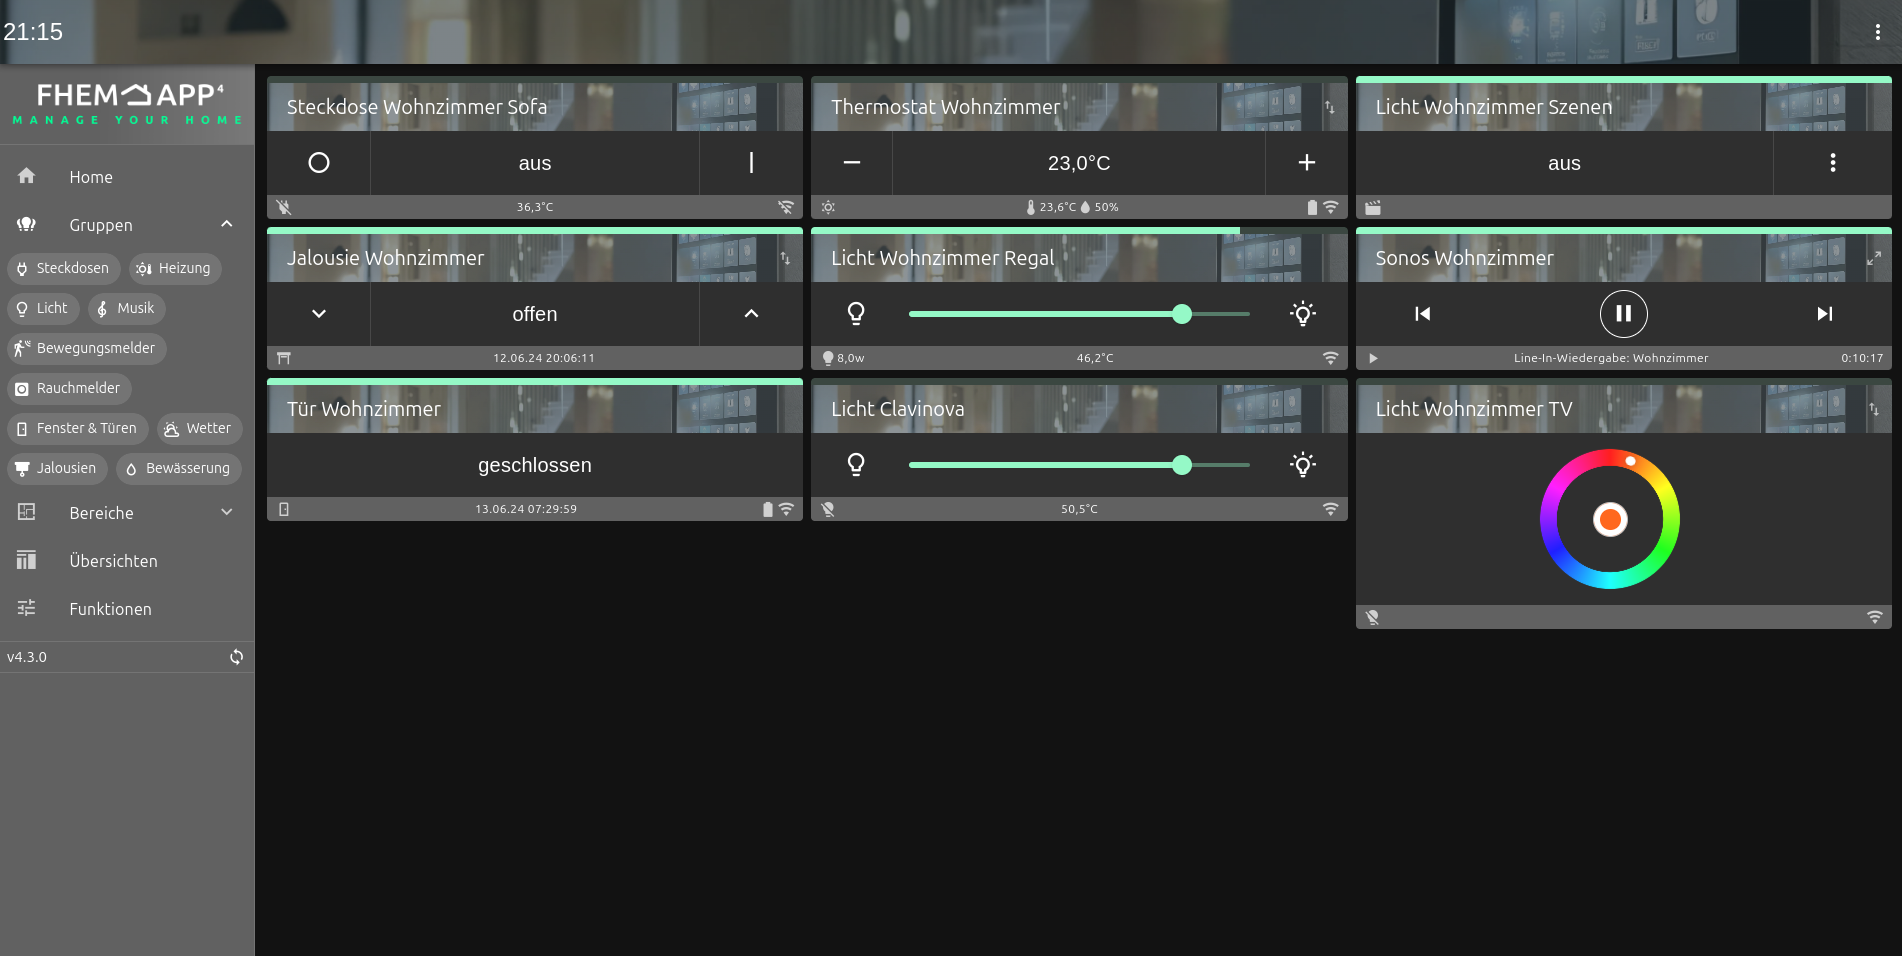 21:15
FHEM APP4
MANAGE YOUR HOME
Home
Gruppen
Steckdosen
Heizung
Licht
Musik
Bewegungsmelder
Rauchmelder
Fenster & Türen
Wetter
Jalousien
Bewässerung
Bereiche
Übersichten
Funktionen
v4.3.0
Steckdose Wohnzimmer Sofa
aus
36,3°C
Thermostat Wohnzimmer
23,0°C
23,6°C 50%
Licht Wohnzimmer Szenen
aus
Jalousie Wohnzimmer
offen
12.06.24 20:06:11
Licht Wohnzimmer Regal
8,0w
46,2°C
Sonos Wohnzimmer
Line-In-Wiedergabe: Wohnzimmer
0:10:17
Tür Wohnzimmer
geschlossen
13.06.24 07:29:59
Licht Clavinova
50,5°C
Licht Wohnzimmer TV